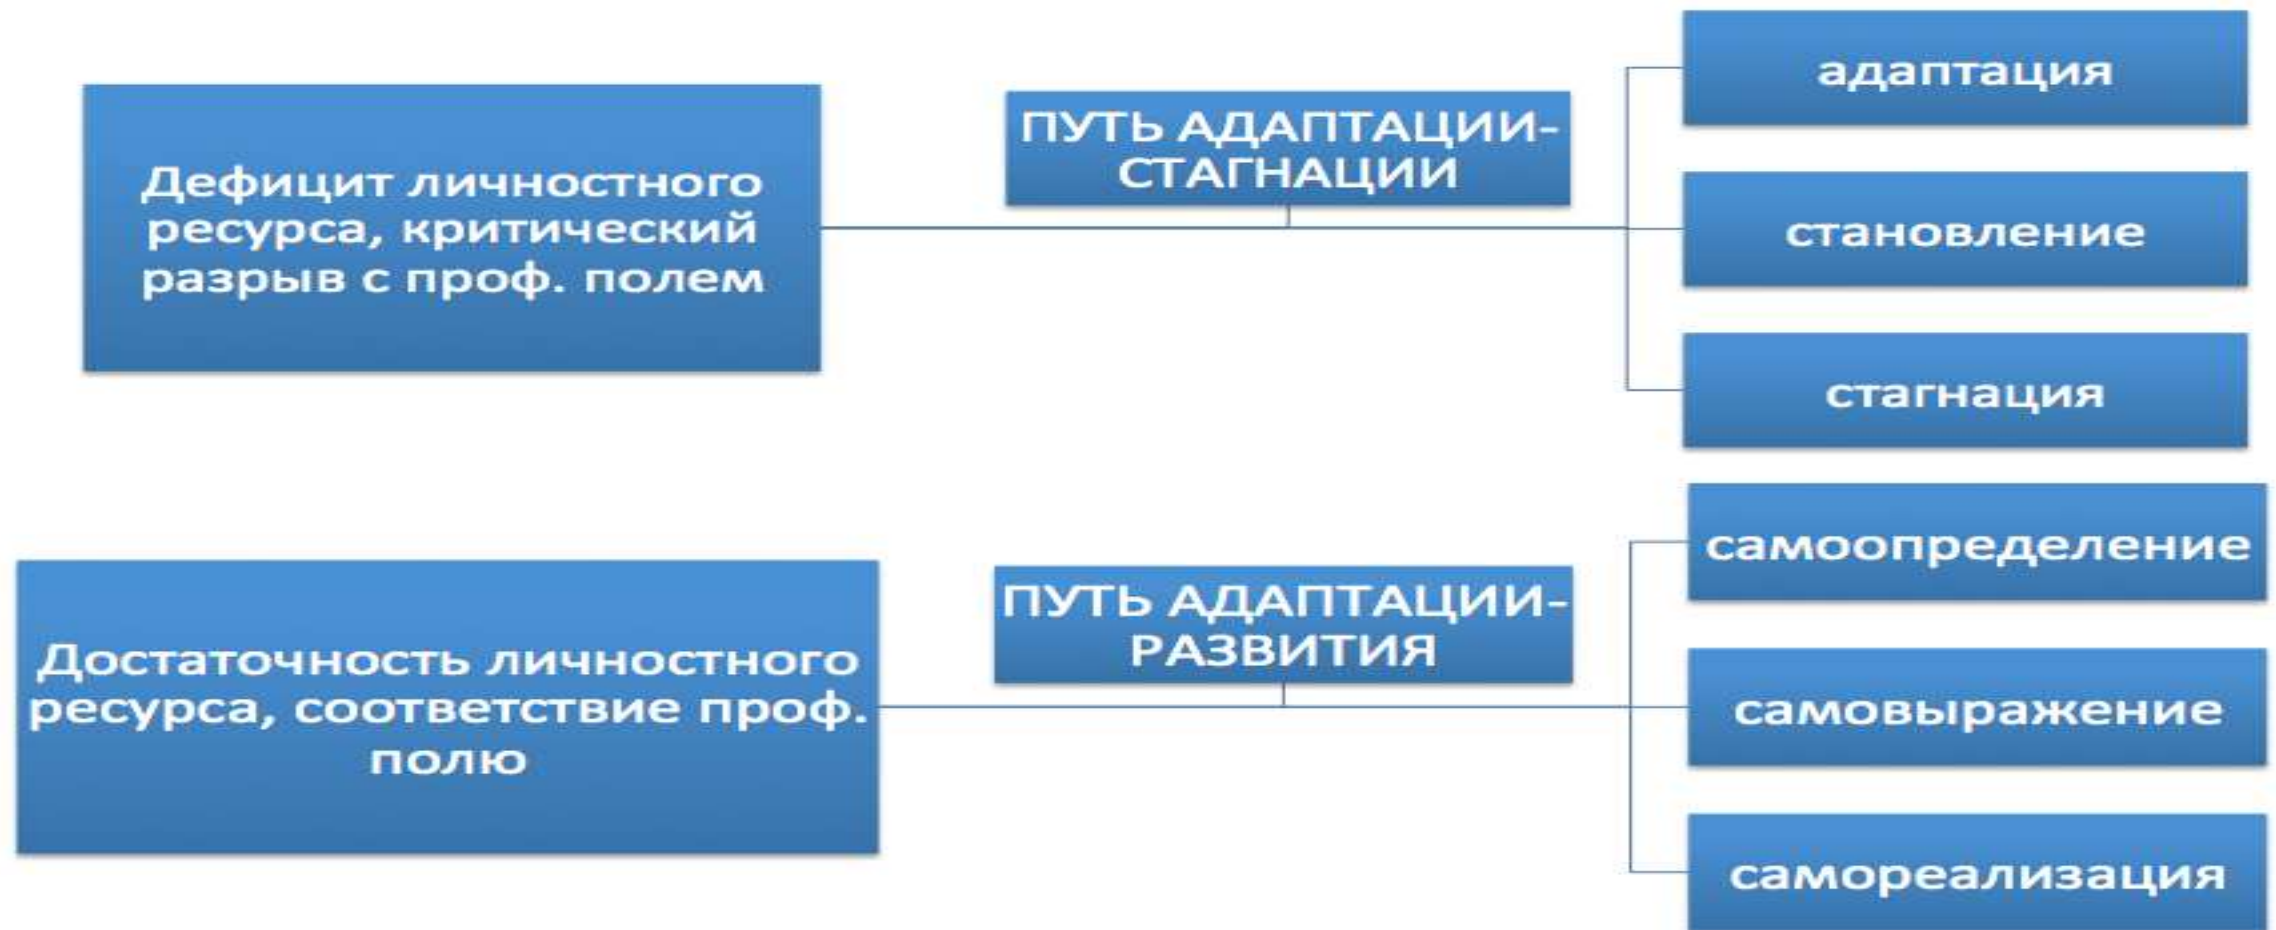 Дефицит личностного
ресурса, критический
разрыв с проф. полем
ПУТЬ АДАПТАЦИИ-
СТАГНАЦИИ
адаптация
становление
стагнация
Достаточность личностного
ресурса, соответствие проф.
полю
ПУТЬ АДАПТАЦИИ-
РАЗВИТИЯ
самоопределение
самовыражение
самореализация